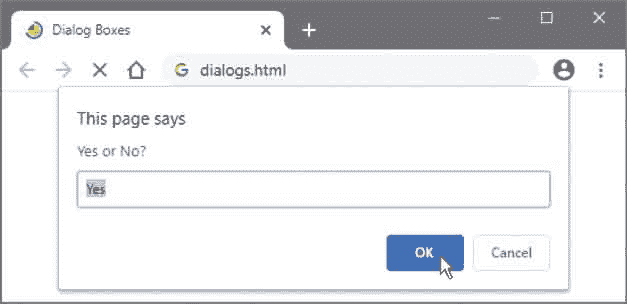 Dialog Boxes
dialogs.html
This page says
Yes or No?
Yes
OK Cancel